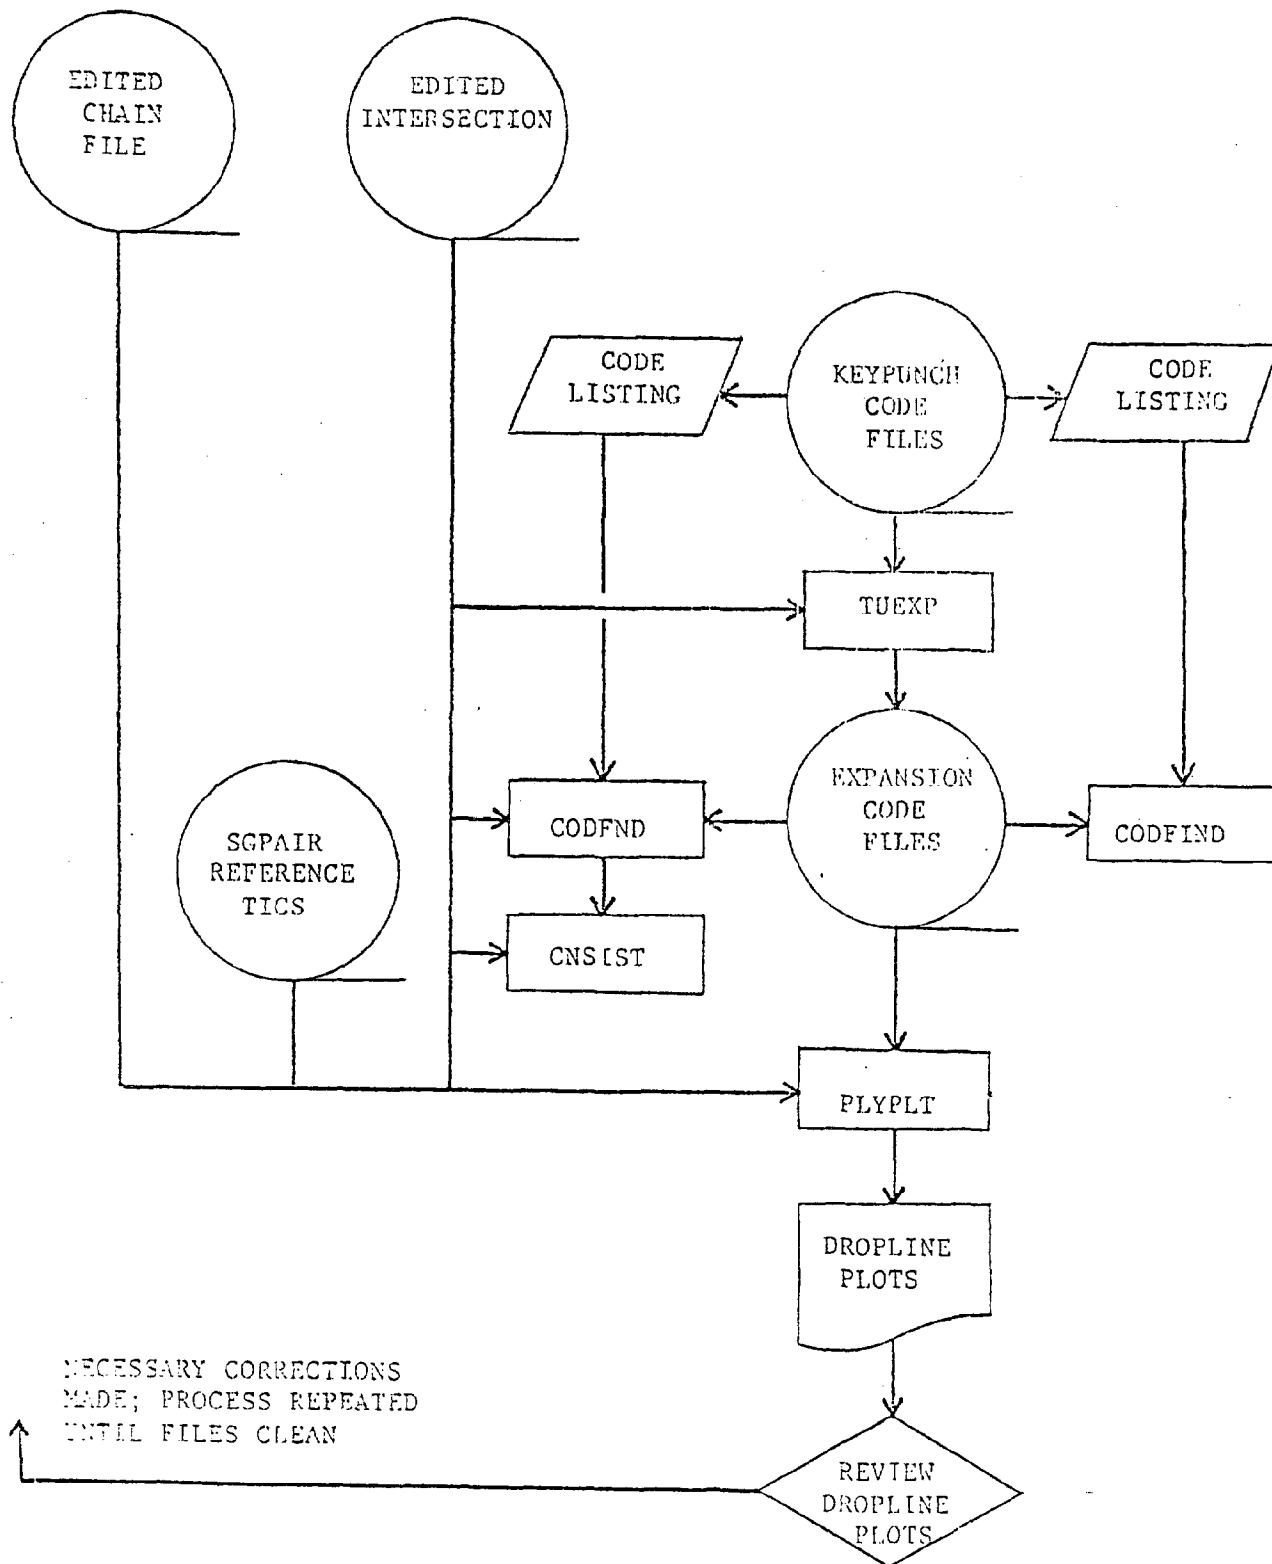 EDITED
CHAIN
FILE
EDITED
INTERSECTION
CODE
LISTING
KEYPUNCH
CODE
FILES
CODE
LISTING
TUEXP
EXPANSION
CODE
FILES
SGPAIR
REFERENCE
TICS
CODFND
CODFIND
CNSIST
PLYPLT
DROPLINE
PLOTS
NECESSARY CORRECTIONS
MADE; PROCESS REPEATED
UNTIL FILES CLEAN
REVIEW
DROPLINE
PLOTS